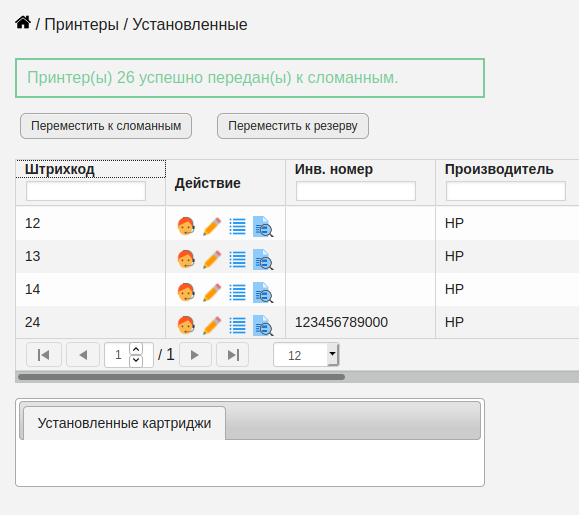 / Принтеры / Установленные
Принтер(ы) 26 успешно передан(ы) к сломанным.
Переместить к сломанным Переместить к резерву
Штрихкод Действие Инв. номер Производитель
12 HP
13 HP
14 HP
24 123456789000 HP
1 / 1 12
Установленные картриджи